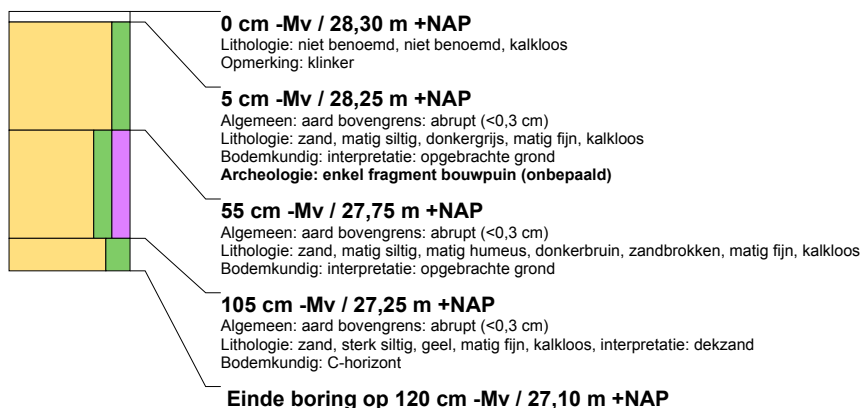 0 cm -Mv / 28,30 m +NAP
Lithologie: niet benoemd, niet benoemd, kalkloos
Opmerking: klinker
5 cm -Mv / 28,25 m +NAP
Algemeen: aard bovengrens: abrupt (<0,3 cm)
Lithologie: zand, matig siltig, donkergrijs, matig fijn, kalkloos
Bodemkundig: interpretatie: opgebrachte grond
Archeologie: enkel fragment bouwpuin (onbepaald)
55 cm -Mv / 27,75 m +NAP
Algemeen: aard bovengrens: abrupt (<0,3 cm)
Lithologie: zand, matig siltig, matig humeus, donkerbruin, zandbrokken, matig fijn, kalkloos
Bodemkundig: interpretatie: opgebrachte grond
105 cm -Mv / 27,25 m +NAP
Algemeen: aard bovengrens: abrupt (<0,3 cm)
Lithologie: zand, sterk siltig, geel, matig fijn, kalkloos, interpretatie: dekzand
Bodemkundig: C-horizont
Einde boring op 120 cm -Mv / 27,10 m +NAP